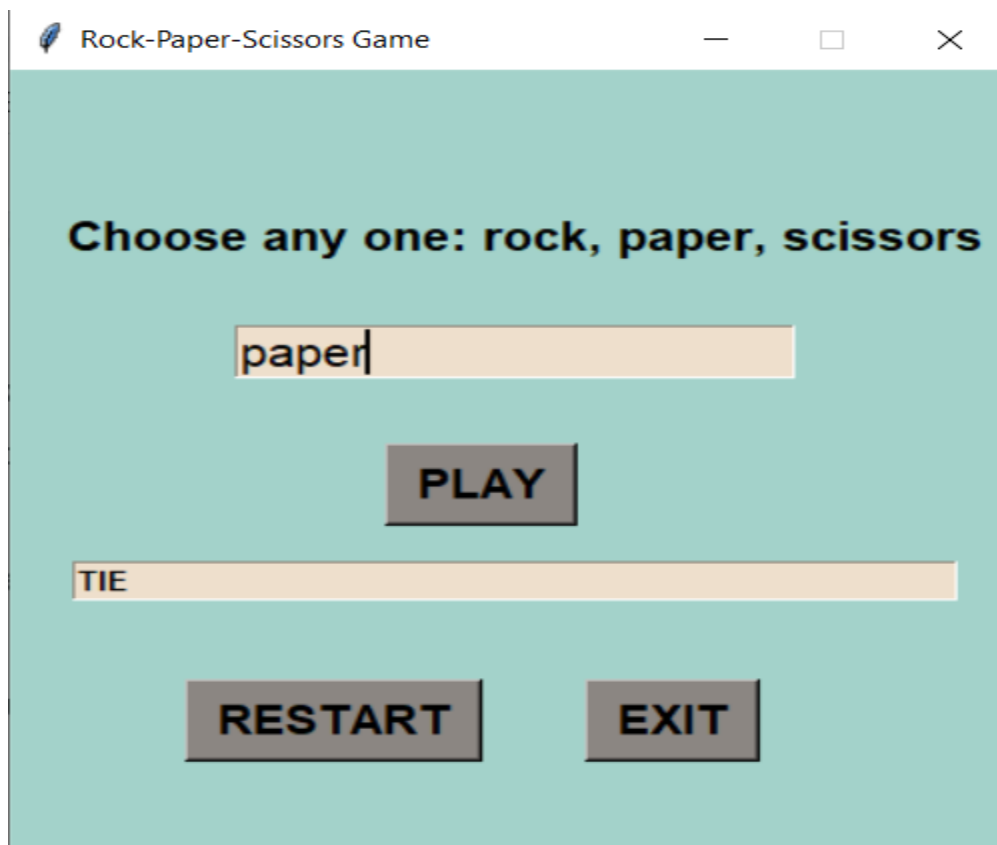 Rock-Paper-Scissors Game
Choose any one: rock, paper, scissors
paper
PLAY
TIE
RESTART EXIT